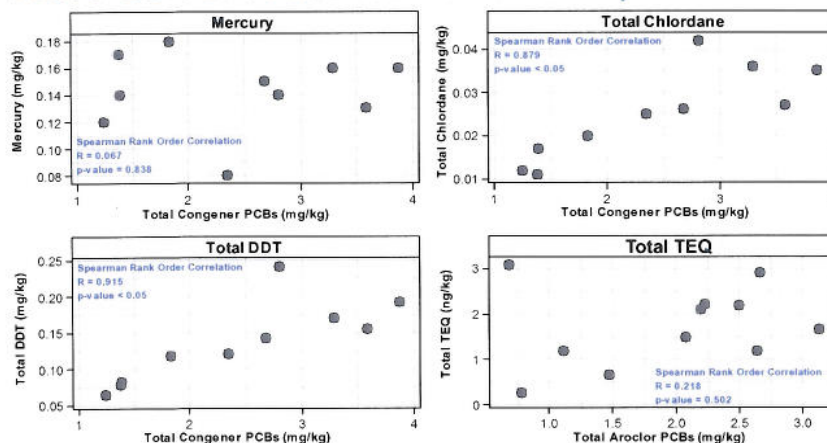 Mercury
Mercury (mg/kg)
0.18
0.16
0.14
0.12
0.10
0.08
Spearman Rank Order Correlation
R = 0.067
p-value = 0.838
1
2
3
4
Total Congener PCBs (mg/kg)
Total Chlordane
Total Chlordane (mg/kg)
0.04
0.03
0.02
0.01
Spearman Rank Order Correlation
R = 0.879
p-value < 0.05
1
2
3
Total Congener PCBs (mg/kg)
Total DDT
Total DDT (mg/kg)
0.25
0.20
0.15
0.10
0.05
Spearman Rank Order Correlation
R = 0.915
p-value < 0.05
1
2
3
4
Total Congener PCBs (mg/kg)
Total TEQ
Total TEQ (ng/kg)
3
2
1
0
Spearman Rank Order Correlation
R = 0.218
p-value = 0.502
1.0
1.5
2.0
2.5
3.0
Total Aroclor PCBs (mg/kg)